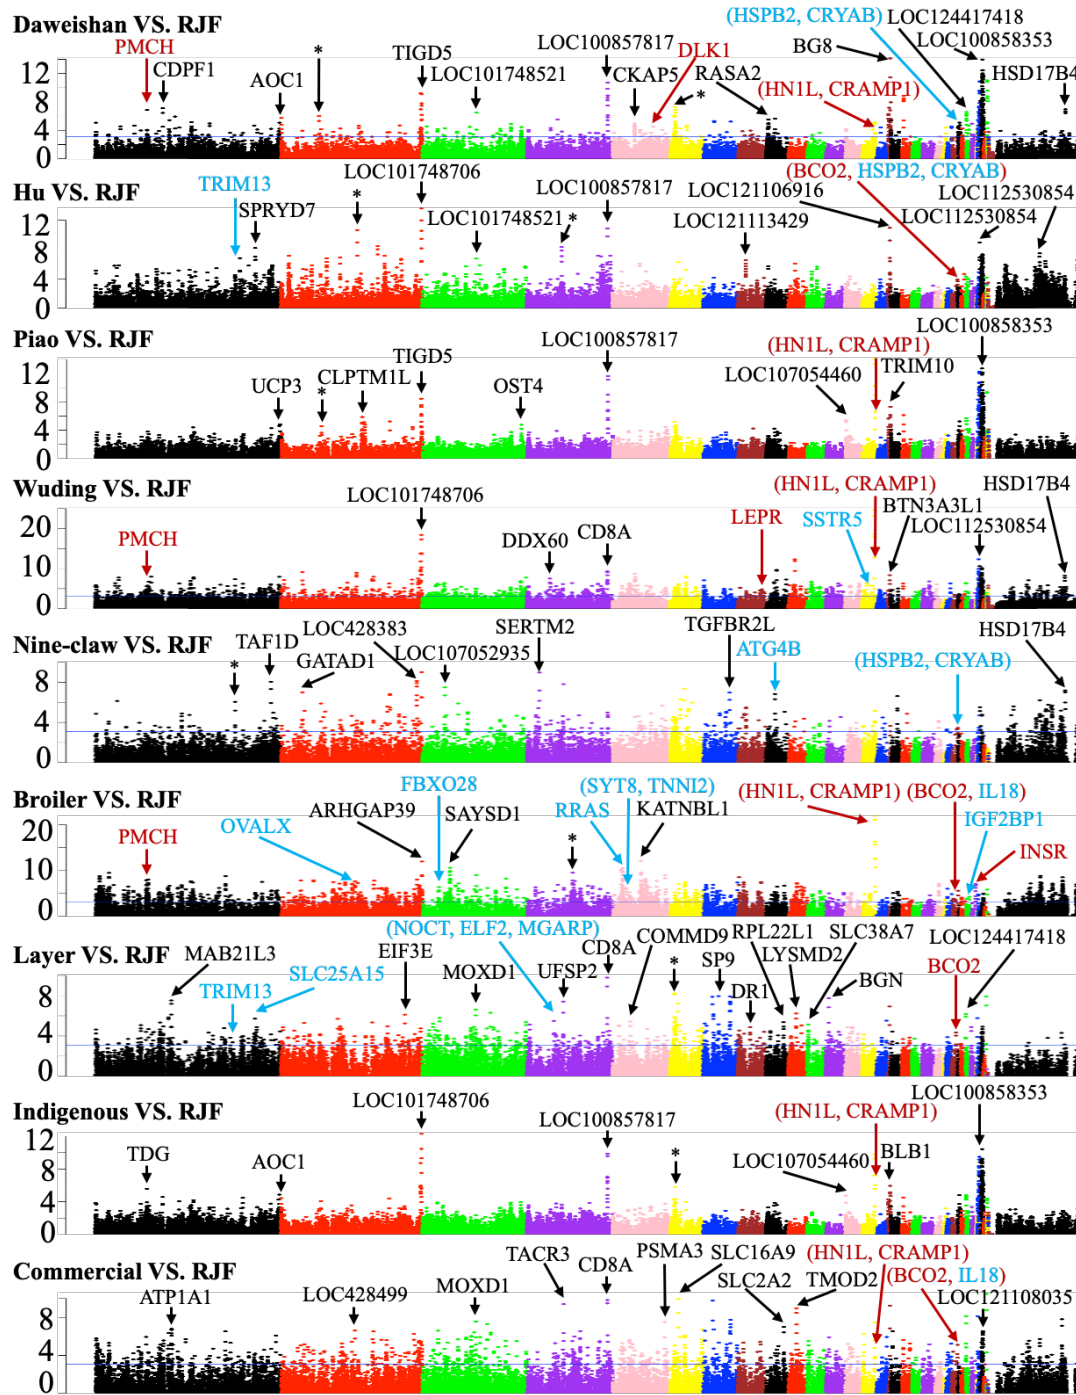 Daweishan VS. RJF
(HSPB2, CRYAB)
LOC124417418
PMCH
*
TIGD5
LOC100857817
BG8
LOC100858353
CDPF1
AOC1
LOC101748521
CKAP5
DLK1
RASA2
*
(HN1L, CRAMP1)
HSD17B4
12
8
4
0
Hu VS. RJF
LOC101748706
(BCO2, HSPB2, CRYAB)
TRIM13
SPRYD7
*
LOC101748521
LOC100857817
*
LOC121106916
LOC121113429
LOC112530854
LOC112530854
12
8
4
0
Piao VS. RJF
LOC100858353
TIGD5
LOC100857817
(HN1L, CRAMP1)
UCP3
*
CLPTM1L
OST4
LOC107054460
TRIM10
12
8
4
0
Wuding VS. RJF
LOC101748706
(HN1L, CRAMP1)
HSD17B4
PMCH
DDX60
CD8A
LEPR
SSTR5
BTN3A3L1
LOC112530854
20
10
0
Nine-claw VS. RJF
*
TAF1D
LOC428383
GATAD1
LOC107052935
SERTM2
TGFBR2L
ATG4B
(HSPB2, CRYAB)
HSD17B4
8
4
0
Broiler VS. RJF
FBXO28
(SYT8, TNNI2)
(HN1L, CRAMP1)
(BCO2, IL18)
PMCH
OVALX
ARHGAP39
SAYSD1
*
RRAS
KATNBL1
IGF2BP1
INSR
20
10
0
Layer VS. RJF
(NOCT, ELF2, MGARP)
MAB21L3
TRIM13
SLC25A15
EIF3E
MOXD1
UFSP2
CD8A
COMMD9
*
SP9
RPL22L1
DR1
LYSMD2
SLC38A7
BGN
BCO2
LOC124417418
8
4
0
Indigenous VS. RJF
LOC101748706
LOC100857817
(HN1L, CRAMP1)
LOC100858353
TDG
AOC1
*
LOC107054460
BLB1
12
8
4
0
Commercial VS. RJF
TACR3
CD8A
PSMA3
SLC16A9
(HN1L, CRAMP1)
(BCO2, IL18)
ATP1A1
LOC428499
MOXD1
SLC2A2
TMOD2
LOC121108035
8
4
0